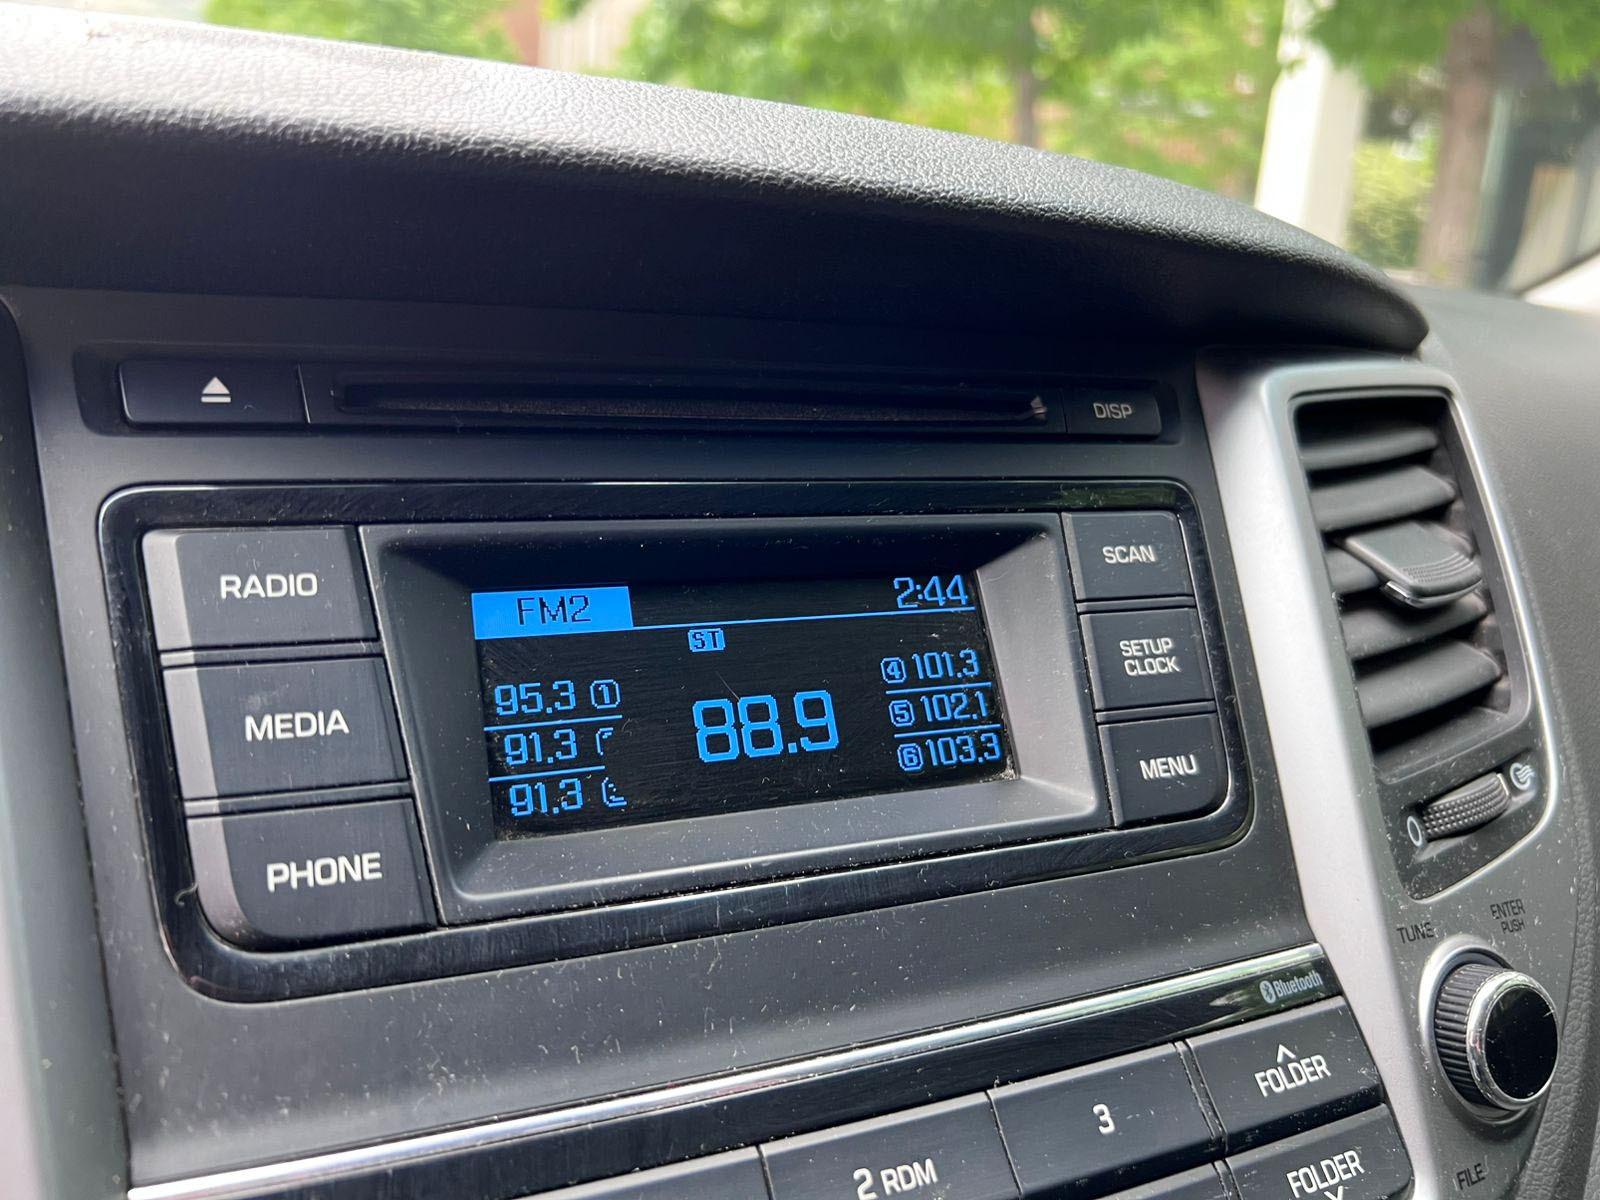 DISP
RADIO
MEDIA
PHONE
FM2
2:44
ST
95.3 1
91.3
91.3
88.9
4 101.3
5 102.1
6 103.3
SCAN
SETUP
CLOCK
MENU
TUNE
ENTER
PUSH
Bluetooth
FOLDER
3
2 RDM
FOLDER
FILE